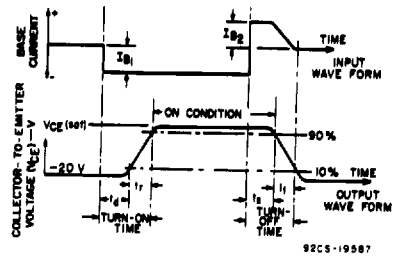 +
BASE
CURRENT
-
IB1
IB2
TIME
INPUT
WAVE FORM
COLLECTOR-TO-EMITTER
VOLTAGE (VCE)—V
VCE(sat)
ON CONDITION
90%
-20 V
10% TIME
tr
tf
OUTPUT
WAVE FORM
td
ts
TURN-ON
TIME
TURN-
OFF
TIME
92CS-19587